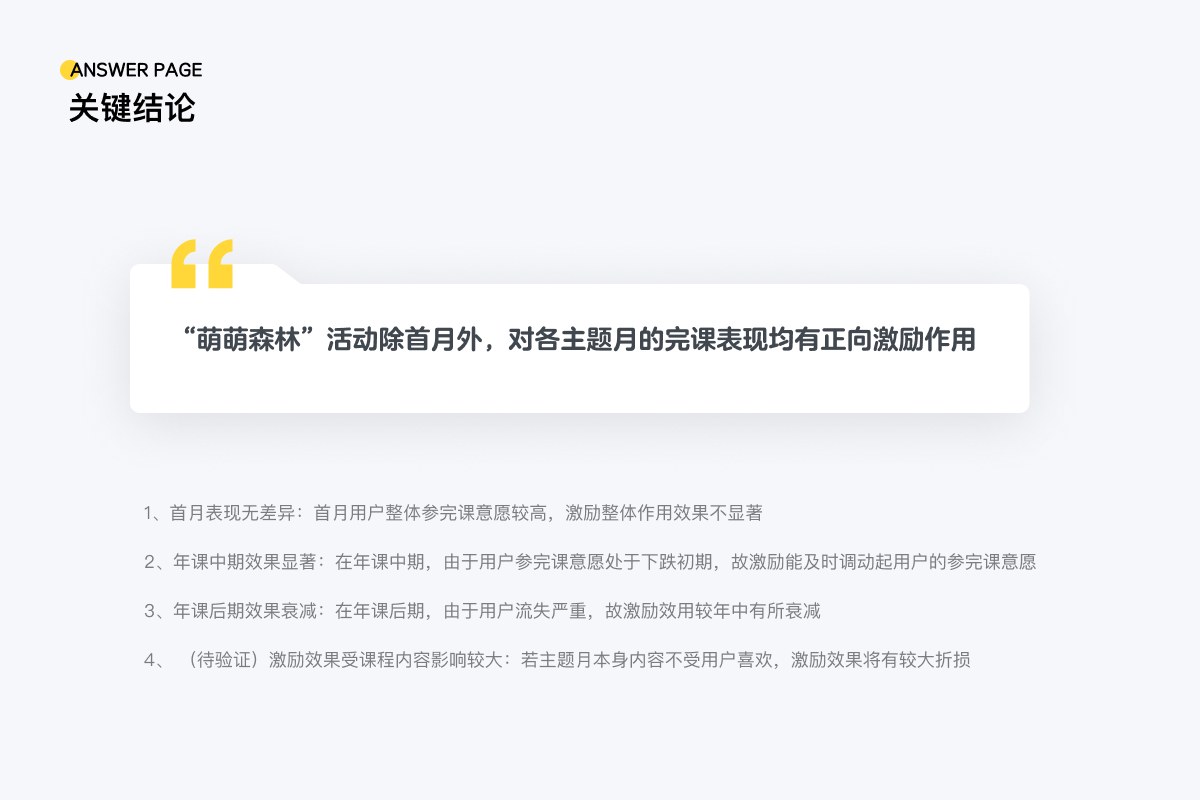 ANSWER PAGE
关键结论
“萌萌森林”活动除首月外，对各主题月的完课表现均有正向激励作用
1、首月表现无差异：首月用户整体参完课意愿较高，激励整体作用效果不显著
2、年课中期效果显著：在年课中期，由于用户参完课意愿处于下跌初期，故激励能及时调动起用户的参完课意愿
3、年课后期效果衰减：在年课后期，由于用户流失严重，故激励效用较年中有所衰减
4、（待验证）激励效果受课程内容影响较大：若主题月本身内容不受用户喜欢，激励效果将有较大折损